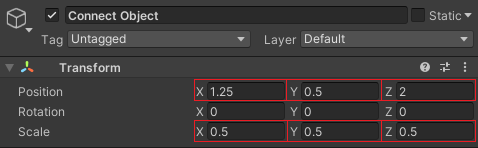 Connect Object Static
Tag Untagged Layer Default
Transform
Position X 1.25 Y 0.5 Z 2
Rotation X 0 Y 0 Z 0
Scale X 0.5 Y 0.5 Z 0.5